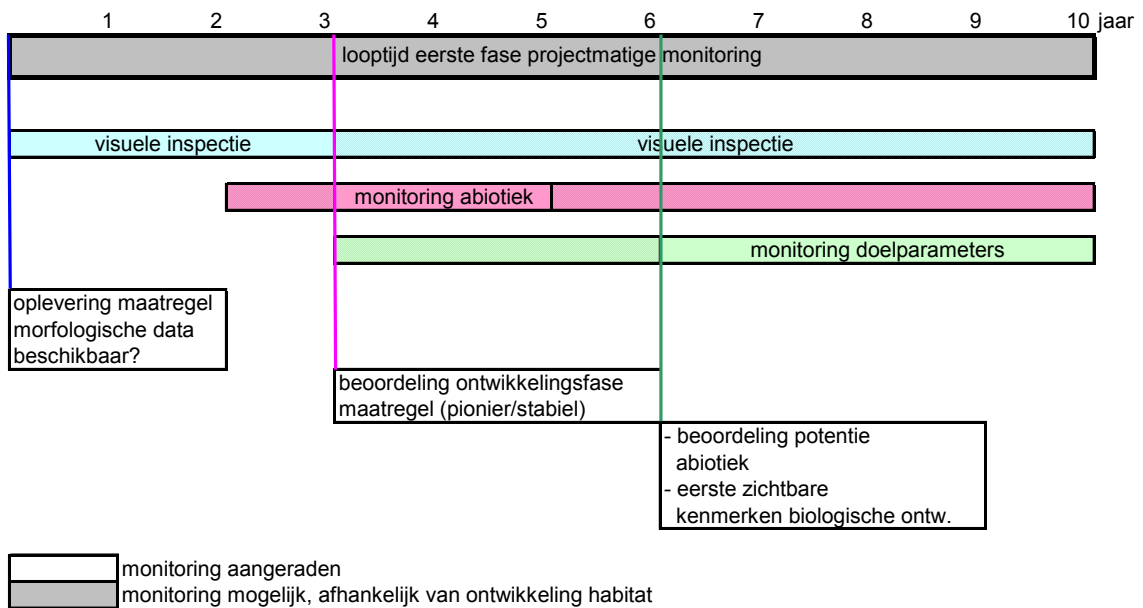 1 2 3 4 5 6 7 8 9 10 jaar
looptijd eerste fase projectmatige monitoring
visuele inspectie visuele inspectie
monitoring abiotiek
monitoring doelparameters
oplevering maatregel
morfologische data
beschikbaar?
beoordeling ontwikkelingsfase
maatregel (pionier/stabiel)
- beoordeling potentie
abiotiek
- eerste zichtbare
kenmerken biologische ontw.
monitoring aangeraden
monitoring mogelijk, afhankelijk van ontwikkeling habitat